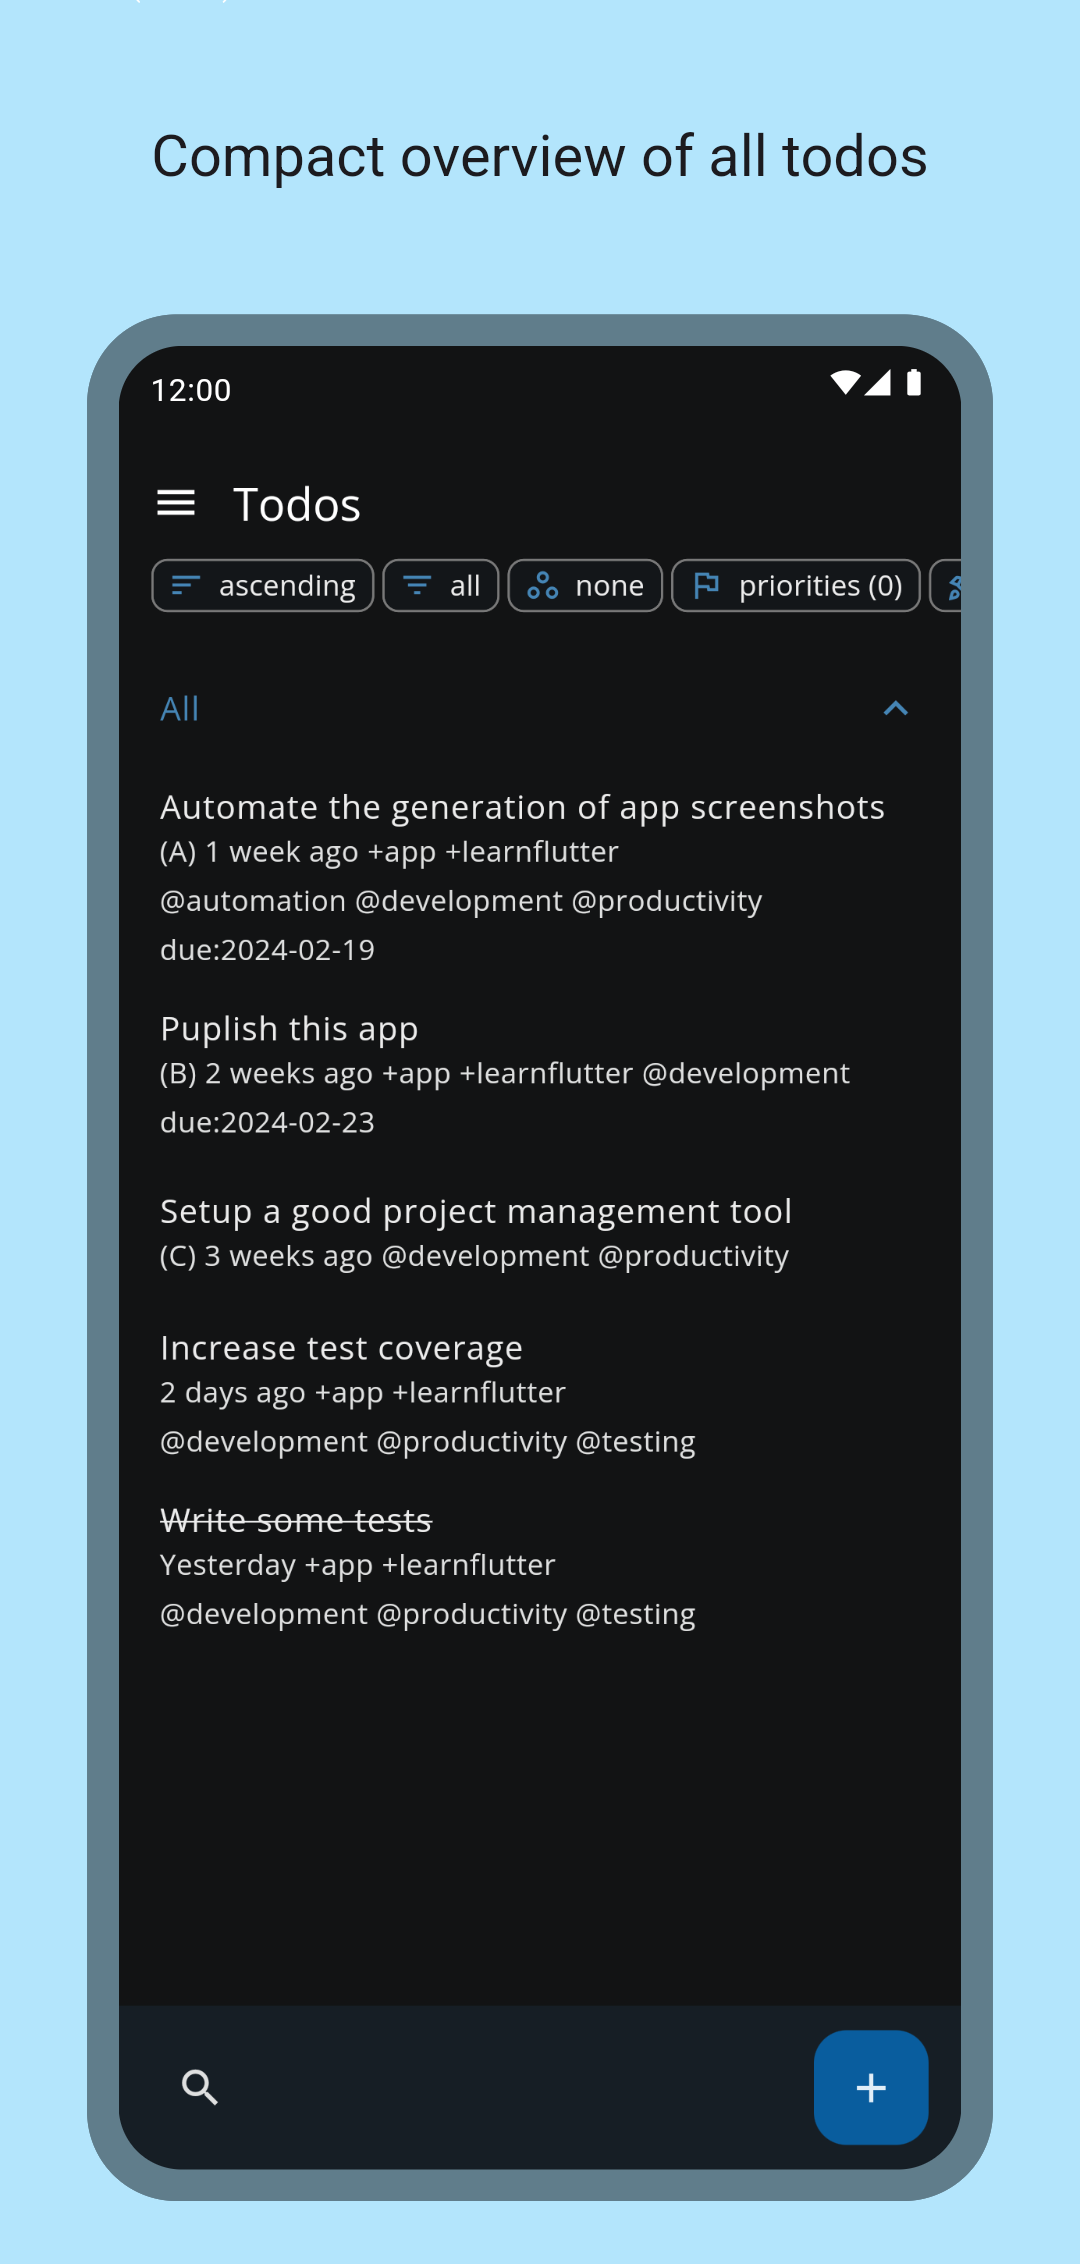 Compact overview of all todos
12:00
Todos
ascending
all
none
priorities (0)
All
Automate the generation of app screenshots
(A) 1 week ago +app +learnflutter
@automation @development @productivity
due:2024-02-19
Puplish this app
(B) 2 weeks ago +app +learnflutter @development
due:2024-02-23
Setup a good project management tool
(C) 3 weeks ago @development @productivity
Increase test coverage
2 days ago +app +learnflutter
@development @productivity @testing
Write some tests
Yesterday +app +learnflutter
@development @productivity @testing